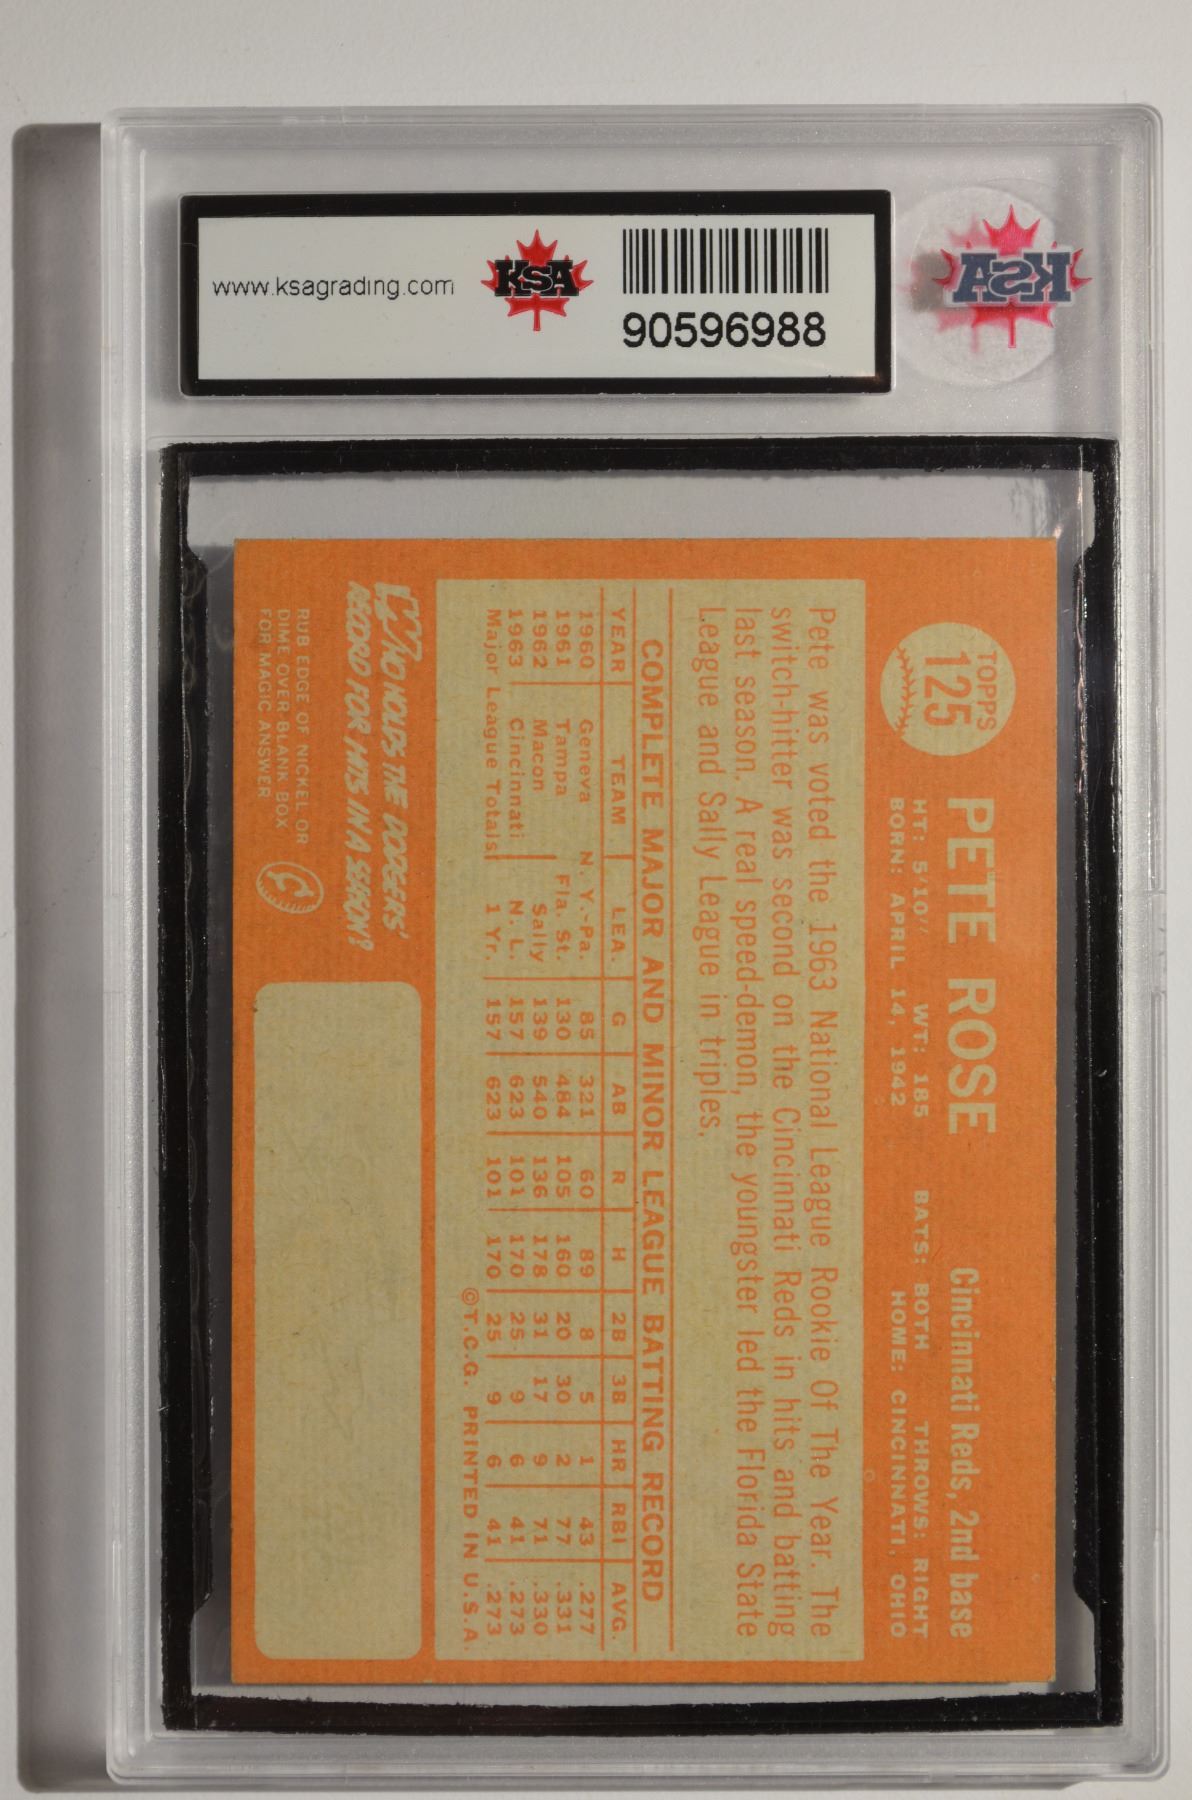 www.ksagrading.com
KSA
90596988
KSA
TOPPS
125
PETE ROSE
Cincinnati Reds, 2nd base
HT: 5'10" WT: 185 BATS: BOTH THROWS: RIGHT
BORN: APRIL 14, 1942 HOME: CINCINNATI, OHIO
Pete was voted the 1963 National League Rookie Of The Year. The
switch-hitter was second on the Cincinnati Reds in hits and batting
last season. A real speed-demon, the youngster led the Florida State
League and Sally League in triples.
COMPLETE MAJOR AND MINOR LEAGUE BATTING RECORD
YEAR TEAM LEA. G AB R H 2B 3B HR RBI AVG.
1960 Geneva N. Y.-Pa. 85 321 60 89 8 5 1 43 .277
1961 Tampa Fla. St. 130 484 105 160 20 30 2 77 .331
1962 Macon Sally 139 540 136 178 31 17 9 71 .330
1963 Cincinnati N. L. 157 623 101 170 25 9 6 41 .273
Major League Totals 1 Yr. 157 623 101 170 25 9 6 41 .273
©T.C.G. PRINTED IN U.S.A.
WHO HOLDS THE DODGERS'
RECORD FOR HITS IN A SEASON?
RUB EDGE OF NICKEL OR
DIME OVER BLANK BOX
FOR MAGIC ANSWER